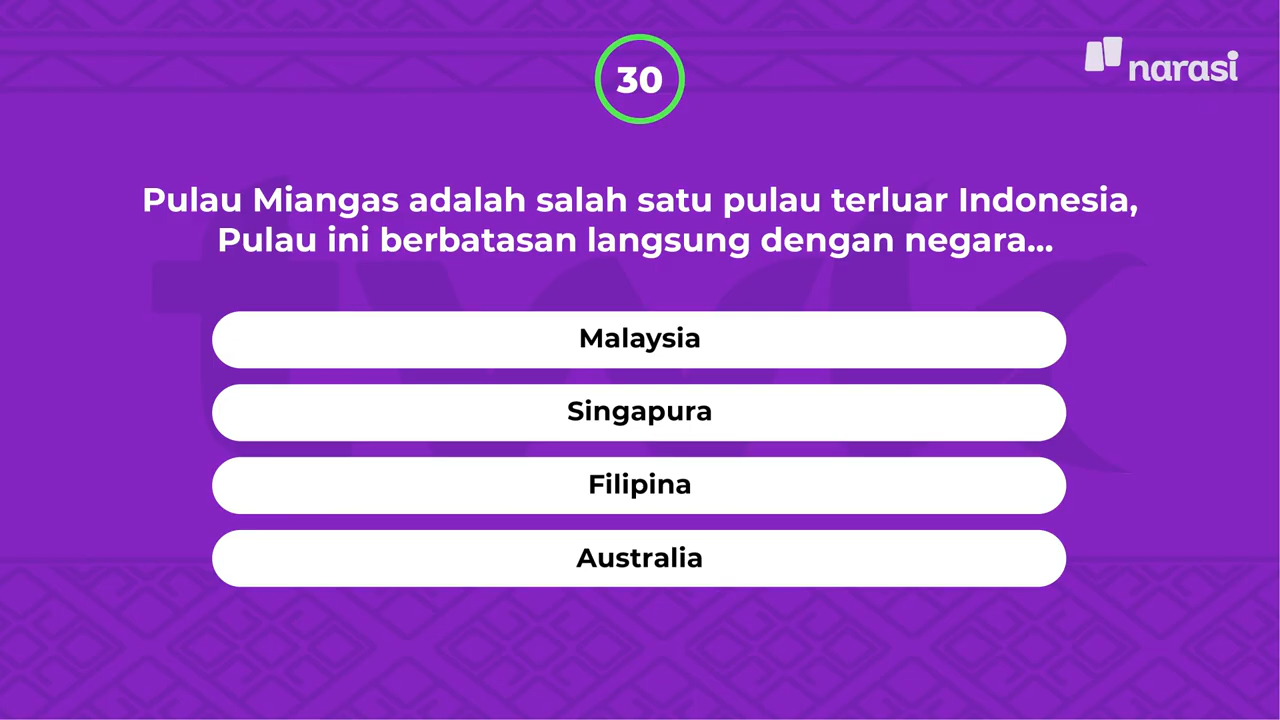 30
narasi
Pulau Miangas adalah salah satu pulau terluar Indonesia,
Pulau ini berbatasan langsung dengan negara...
Malaysia
Singapura
Filipina
Australia
twk